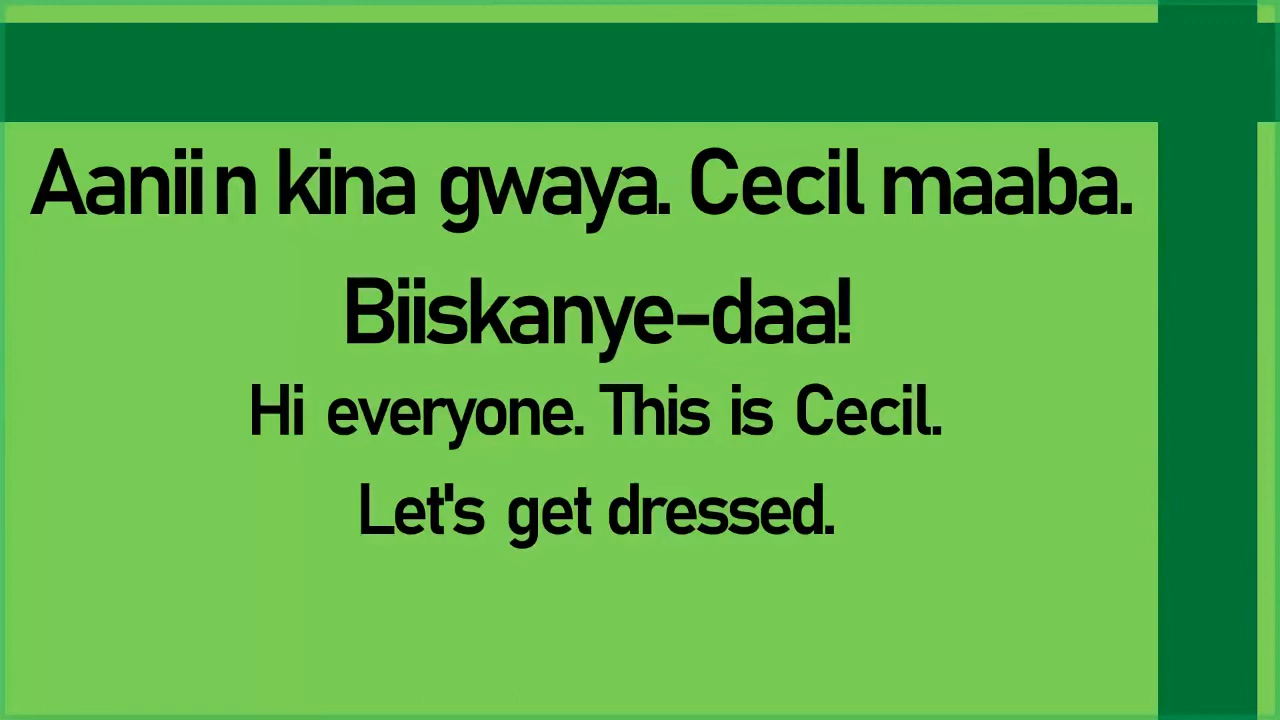 Aaniin kina gwaya. Cecil maaba.
Biiskanye-daa!
Hi everyone. This is Cecil.
Let's get dressed.